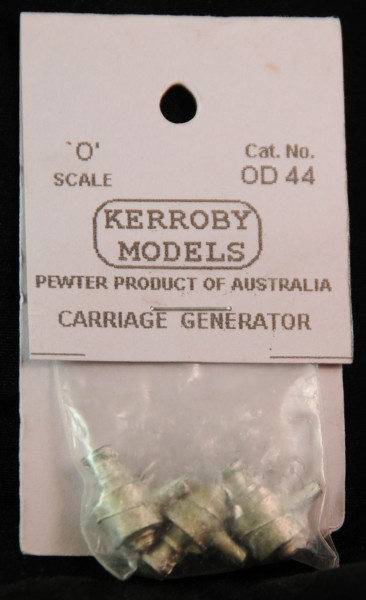 `O'
SCALE
Cat. No.
OD 44
KERROBY
MODELS
PEWTER PRODUCT OF AUSTRALIA
CARRIAGE GENERATOR